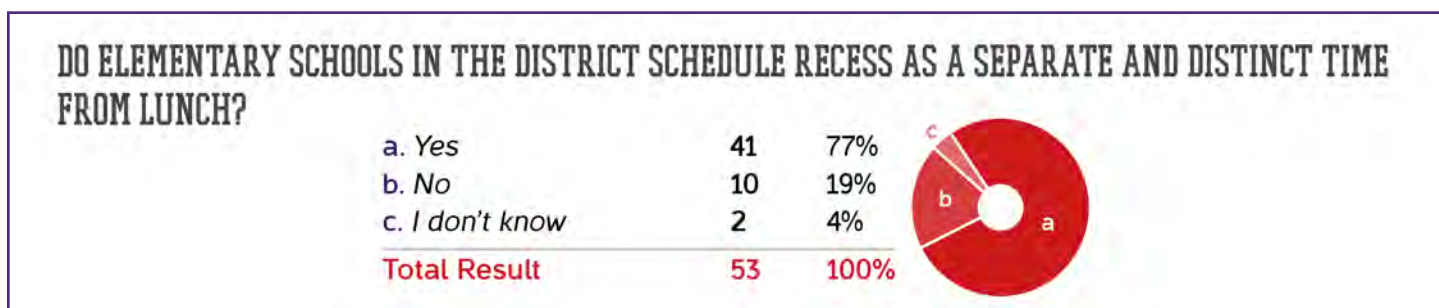 DO ELEMENTARY SCHOOLS IN THE DISTRICT SCHEDULE RECESS AS A SEPARATE AND DISTINCT TIME
FROM LUNCH?
a. Yes 41 77%
b. No 10 19%
c. I don't know 2 4%
Total Result 53 100%
c
b
a